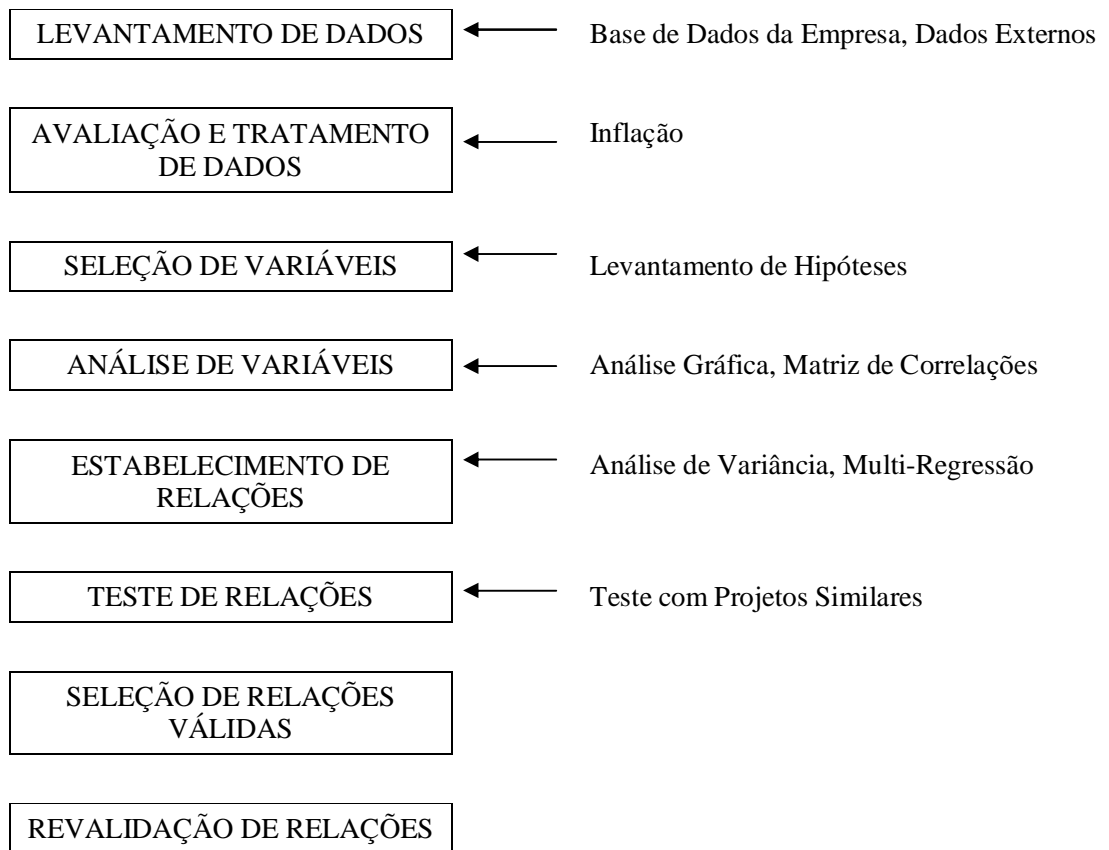 LEVANTAMENTO DE DADOS
Base de Dados da Empresa, Dados Externos
AVALIAÇÃO E TRATAMENTO
DE DADOS
Inflação
SELEÇÃO DE VARIÁVEIS
Levantamento de Hipóteses
ANÁLISE DE VARIÁVEIS
Análise Gráfica, Matriz de Correlações
ESTABELECIMENTO DE
RELAÇÕES
Análise de Variância, Multi-Regressão
TESTE DE RELAÇÕES
Teste com Projetos Similares
SELEÇÃO DE RELAÇÕES
VÁLIDAS
REVALIDAÇÃO DE RELAÇÕES